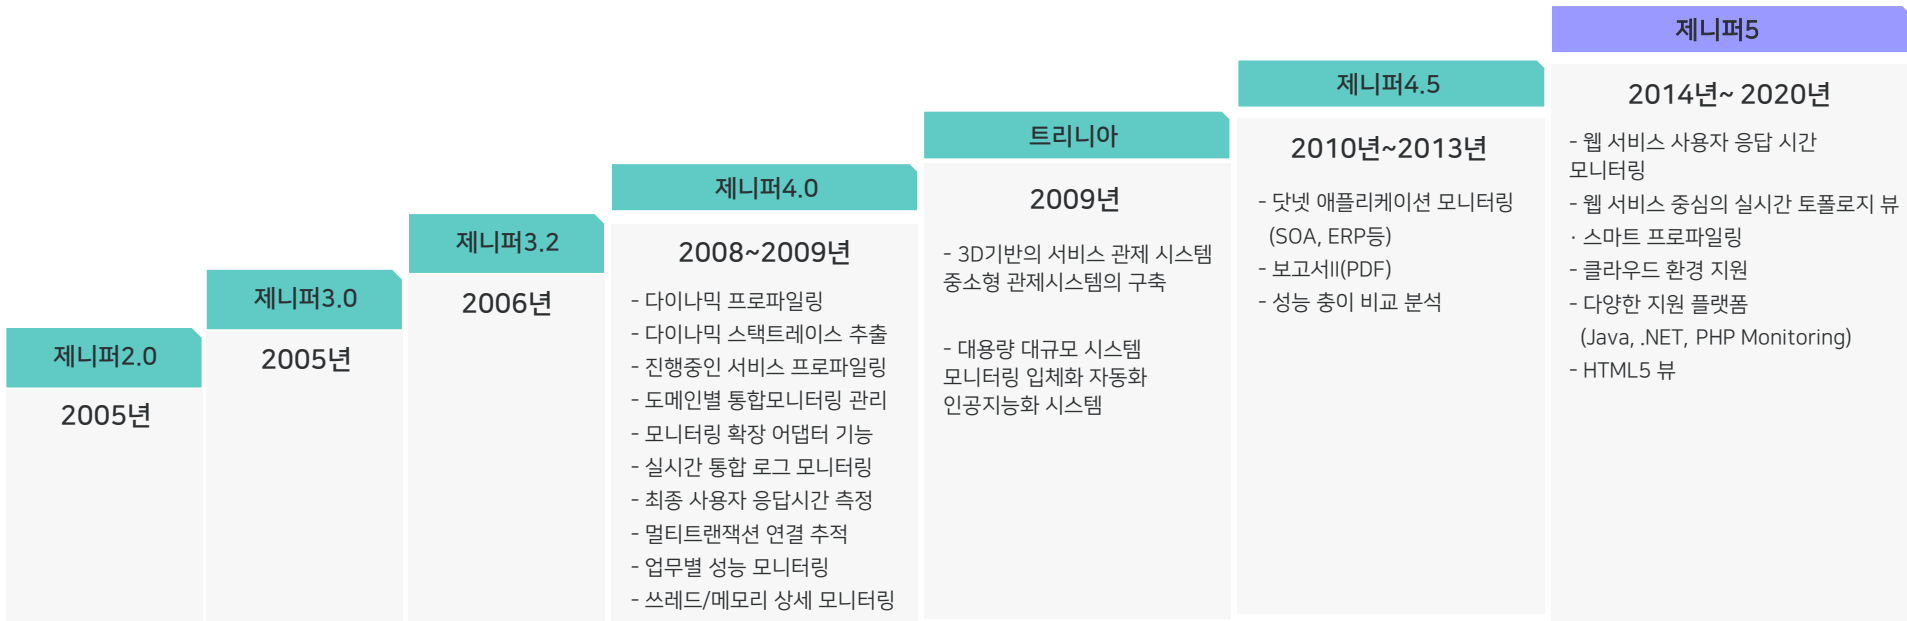 제니퍼2.0
2005년
제니퍼3.0
2005년
제니퍼3.2
2006년
제니퍼4.0
2008~2009년
- 다이나믹 프로파일링
- 다이나믹 스택트레이스 추출
- 진행중인 서비스 프로파일링
- 도메인별 통합모니터링 관리
- 모니터링 확장 어댑터 기능
- 실시간 통합 로그 모니터링
- 최종 사용자 응답시간 측정
- 멀티트랜잭션 연결 추적
- 업무별 성능 모니터링
- 쓰레드/메모리 상세 모니터링
트리니아
2009년
- 3D기반의 서비스 관제 시스템
중소형 관제시스템의 구축
- 대용량 대규모 시스템
모니터링 입체화 자동화
인공지능화 시스템
제니퍼4.5
2010년~2013년
- 닷넷 애플리케이션 모니터링
(SOA, ERP등)
- 보고서II(PDF)
- 성능 충이 비교 분석
제니퍼5
2014년~ 2020년
- 웹 서비스 사용자 응답 시간
모니터링
- 웹 서비스 중심의 실시간 토폴로지 뷰
· 스마트 프로파일링
- 클라우드 환경 지원
- 다양한 지원 플랫폼
(Java, .NET, PHP Monitoring)
- HTML5 뷰